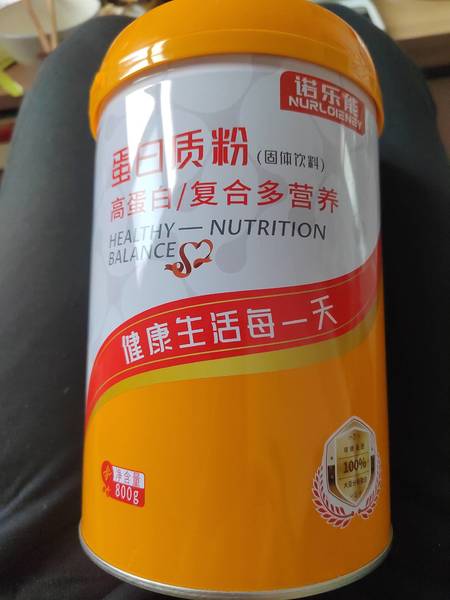 诺乐能
NURLOIENZY
蛋白质粉(固体饮料)
高蛋白/复合多营养
HEALTHY — NUTRITION
BALANCE
健康生活每一天
净含量
800g
100%